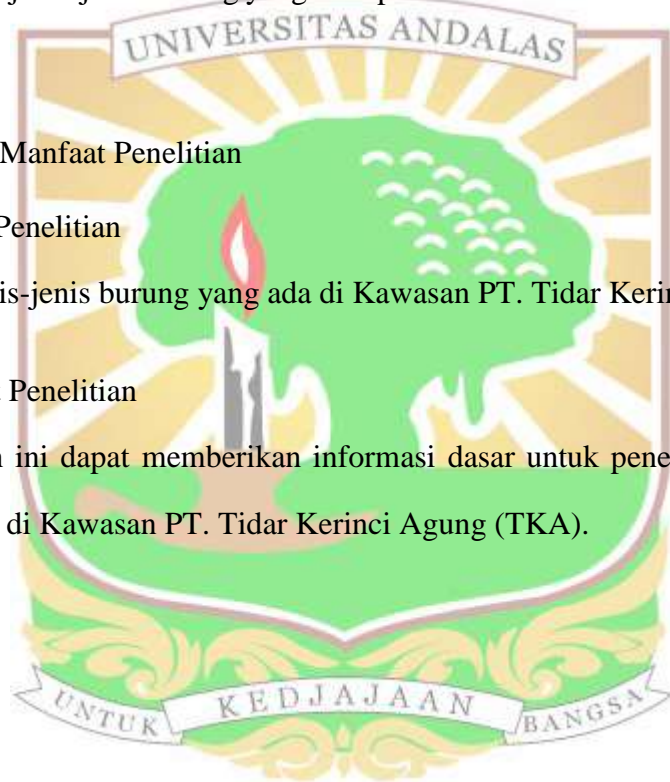 UNIVERSITAS ANDALAS
Manfaat Penelitian
Penelitian
is-jenis burung yang ada di Kawasan PT. Tidar Kerin
Penelitian
ini dapat memberikan informasi dasar untuk pene
di Kawasan PT. Tidar Kerinci Agung (TKA).
UNTUK KEDJAJAAN BANGSA